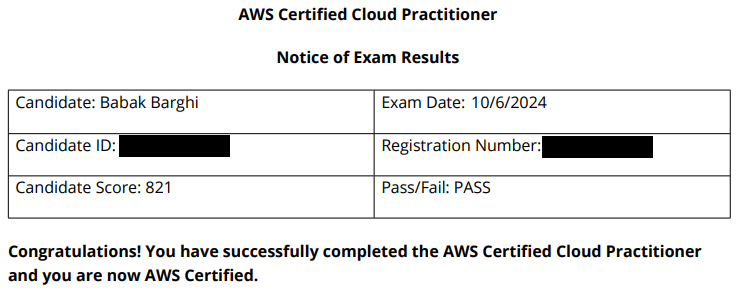 AWS Certified Cloud Practitioner
Notice of Exam Results
Candidate: Babak Barghi
Exam Date: 10/6/2024
Candidate ID:
Registration Number:
Candidate Score: 821
Pass/Fail: PASS
Congratulations! You have successfully completed the AWS Certified Cloud Practitioner
and you are now AWS Certified.